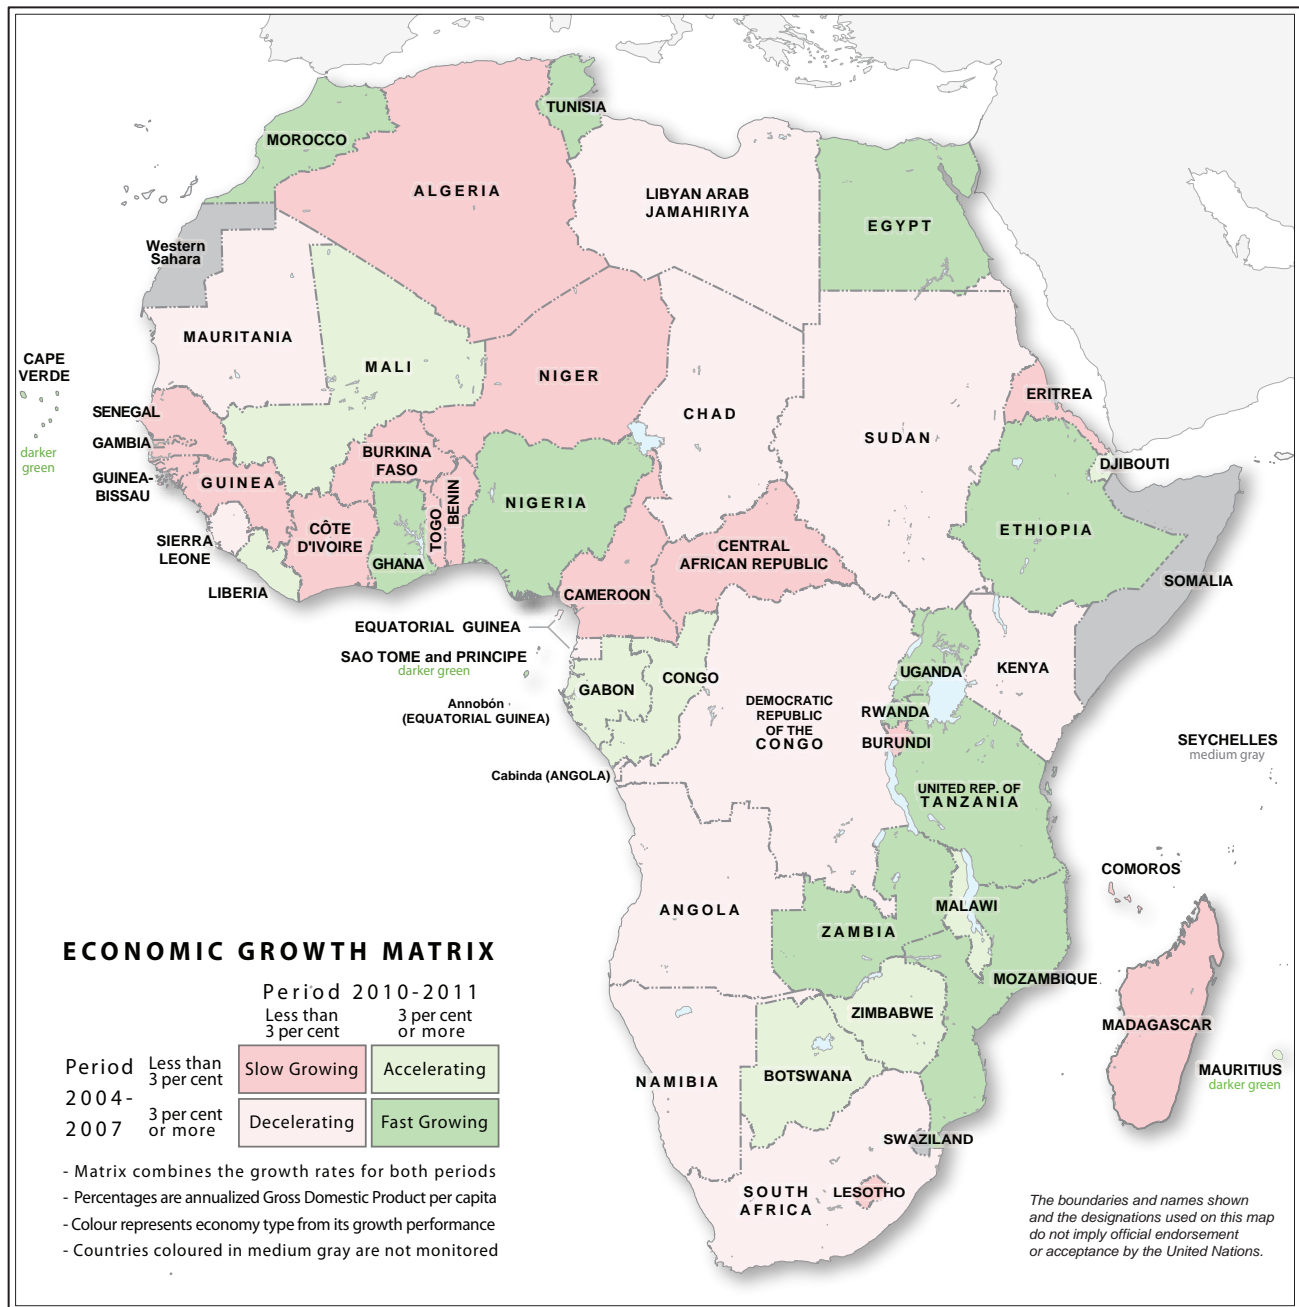 TUNISIA
MOROCCO
ALGERIA
LIBYAN ARAB
JAMAHIRIYA
EGYPT
Western
Sahara
MAURITANIA
MALI
NIGER
CHAD
SUDAN
ERITREA
CAPE
VERDE
darker
green
SENEGAL
GAMBIA
GUINEA-
BISSAU
GUINEA
BURKINA
FASO
DJIBOUTI
NIGERIA
BENIN
TOGO
CÔTE
D'IVOIRE
GHANA
SIERRA
LEONE
LIBERIA
CENTRAL
AFRICAN REPUBLIC
ETHIOPIA
SOMALIA
CAMEROON
EQUATORIAL GUINEA
SAO TOME and PRINCIPE
darker green
GABON
CONGO
UGANDA
KENYA
Annobón
(EQUATORIAL GUINEA)
DEMOCRATIC
REPUBLIC
OF THE
CONGO
RWANDA
BURUNDI
SEYCHELLES
medium gray
Cabinda (ANGOLA)
UNITED REP. OF
TANZANIA
COMOROS
ANGOLA
MALAWI
ZAMBIA
MOZAMBIQUE
ZIMBABWE
MADAGASCAR
MAURITIUS
darker green
NAMIBIA
BOTSWANA
SWAZILAND
SOUTH
AFRICA
LESOTHO
ECONOMIC GROWTH MATRIX
Period 2010-2011
Less than
3 per cent
3 per cent
or more
Period
2004-
2007
Less than
3 per cent
Slow Growing
Accelerating
3 per cent
or more
Decelerating
Fast Growing
- Matrix combines the growth rates for both periods
- Percentages are annualized Gross Domestic Product per capita
- Colour represents economy type from its growth performance
- Countries coloured in medium gray are not monitored
The boundaries and names shown
and the designations used on this map
do not imply official endorsement
or acceptance by the United Nations.